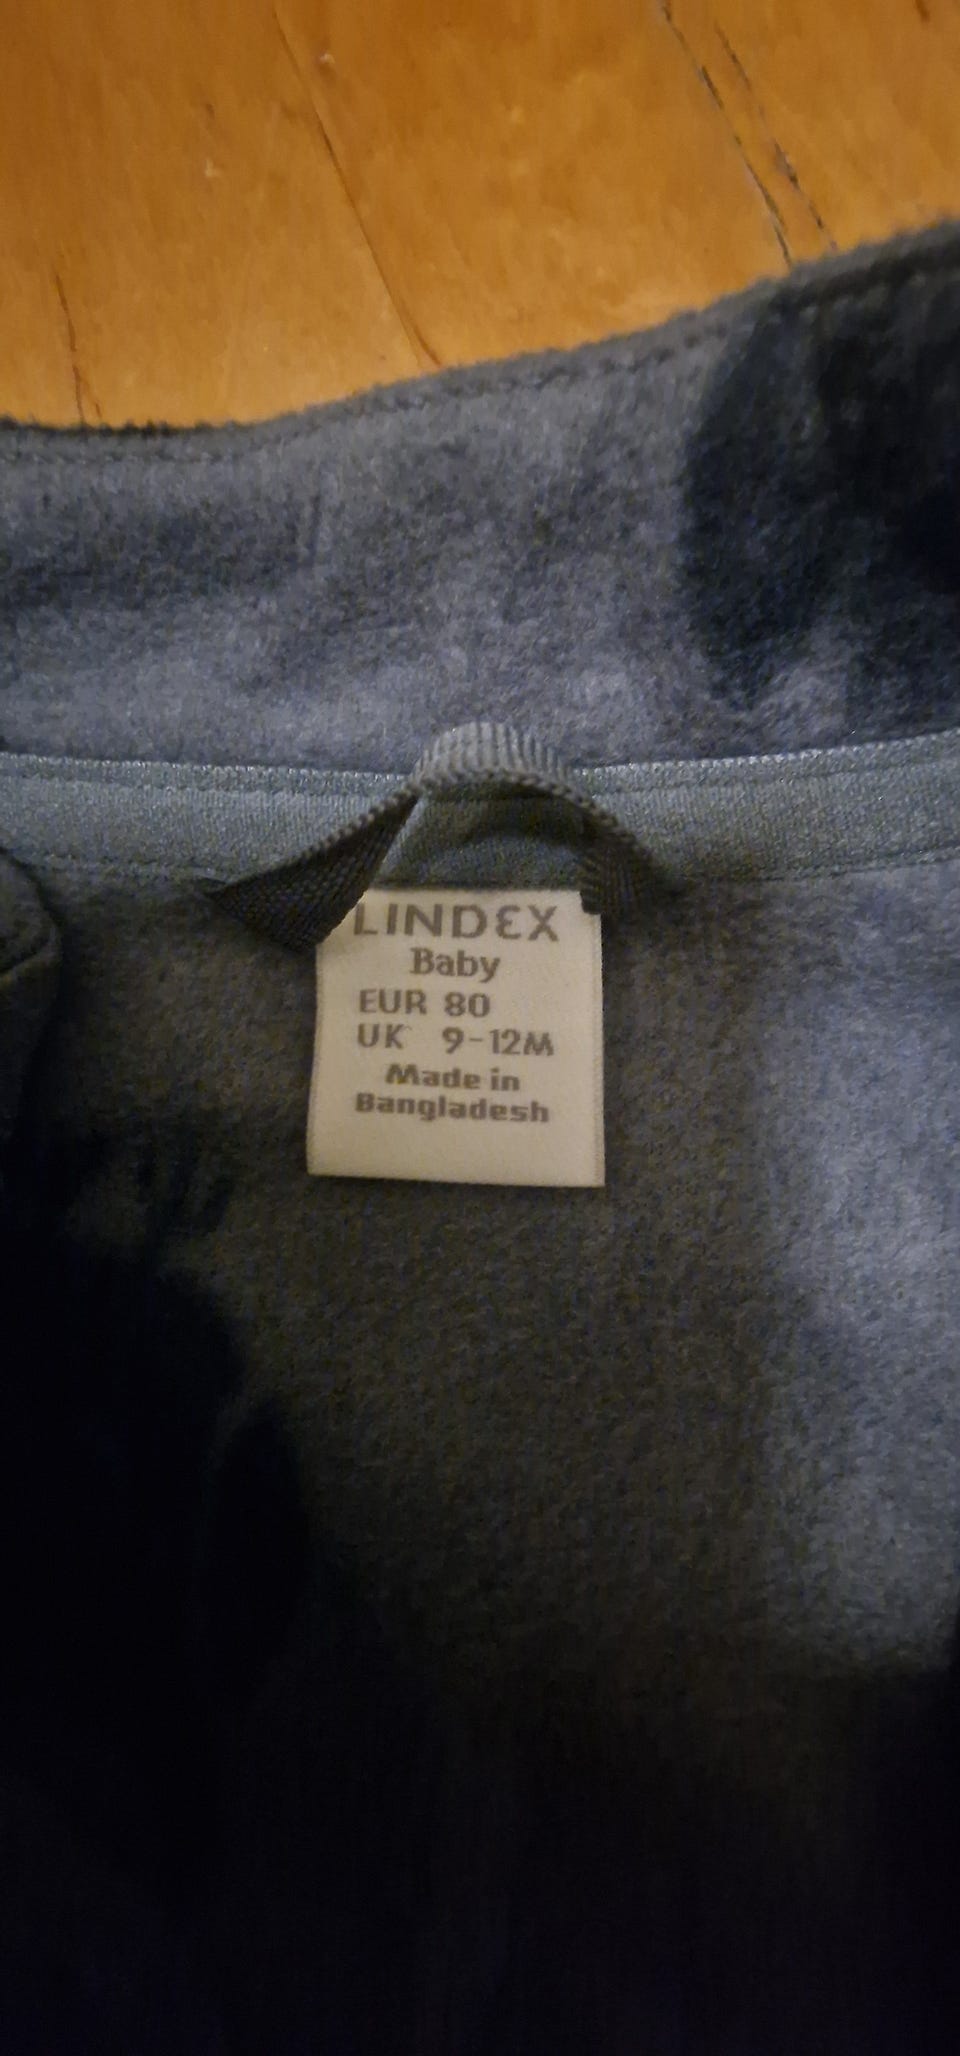 LINDEX
Baby
EUR 80
UK 9-12M
Made in
Bangladesh